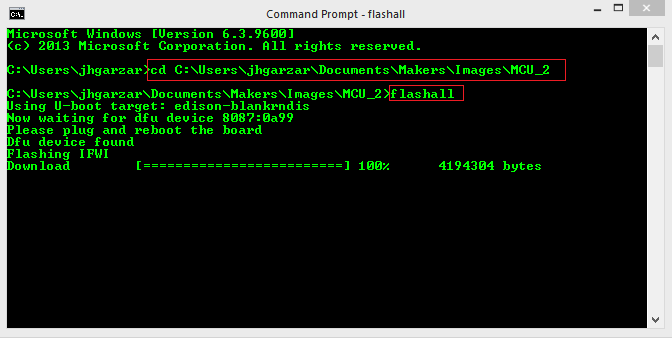 Command Prompt - flashall
Microsoft Windows [Version 6.3.9600]
(c) 2013 Microsoft Corporation. All rights reserved.
C:\Users\jhgarzar>cd C:\Users\jhgarzar\Documents\Makers\Images\MCU_2
C:\Users\jhgarzar\Documents\Makers\Images\MCU_2>flashall
Using U-boot target: edison-blankrndis
Now waiting for dfu device 8087:0a99
Please plug and reboot the board
Dfu device found
Flashing IFWI
Download [=========================] 100% 4194304 bytes